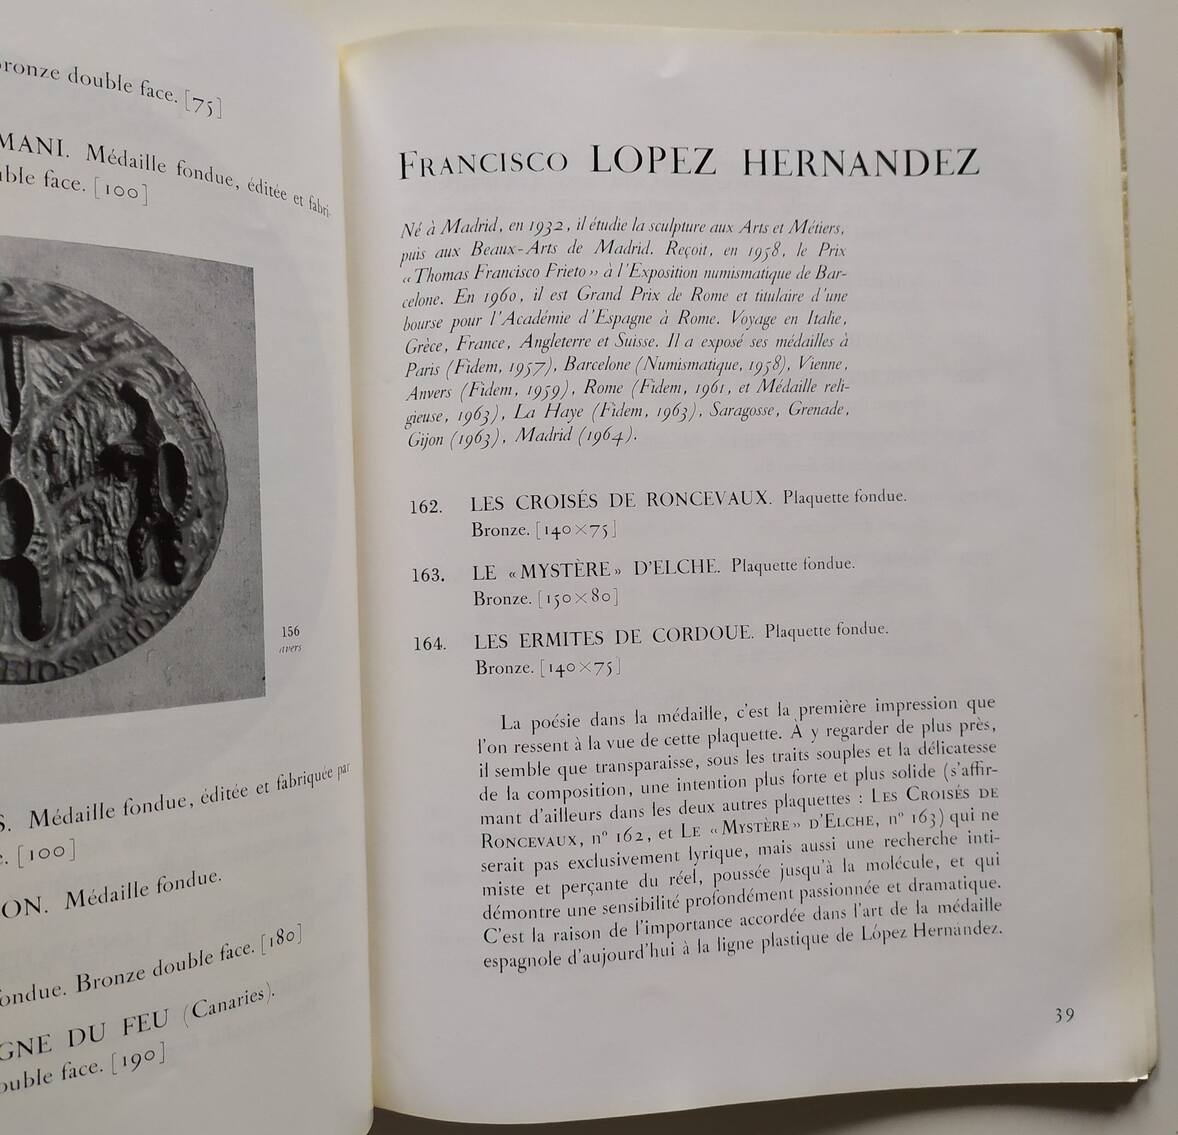 bronze double face. [75]
MANI. Médaille fondue, éditée et fabri-
double face. [100]
156
avers
S. Médaille fondue, éditée et fabriquée par
[100]
ON. Médaille fondue.
fondue. Bronze double face. [180]
GNE DU FEU (Canaries).
double face. [190]
FRANCISCO LOPEZ HERNANDEZ
Né à Madrid, en 1932, il étudie la sculpture aux Arts et Métiers,
puis aux Beaux-Arts de Madrid. Reçoit, en 1958, le Prix
«Thomas Francisco Frieto» à l'Exposition numismatique de Bar-
celone. En 1960, il est Grand Prix de Rome et titulaire d'une
bourse pour l'Académie d'Espagne à Rome. Voyage en Italie,
Grèce, France, Angleterre et Suisse. Il a exposé ses médailles à
Paris (Fidem, 1957), Barcelone (Numismatique, 1958), Vienne,
Anvers (Fidem, 1959), Rome (Fidem, 1961, et Médaille reli-
gieuse, 1963), La Haye (Fidem, 1963), Saragosse, Grenade,
Gijon (1963), Madrid (1964).
162. LES CROISÉS DE RONCEVAUX. Plaquette fondue.
Bronze. [140×75]
163. LE «MYSTÈRE» D'ELCHE. Plaquette fondue.
Bronze. [150×80]
164. LES ERMITES DE CORDOUE. Plaquette fondue.
Bronze. [140×75]
La poésie dans la médaille, c'est la première impression que
l'on ressent à la vue de cette plaquette. À y regarder de plus près,
il semble que transparaisse, sous les traits souples et la délicatesse
de la composition, une intention plus forte et plus solide (s'affir-
mant d'ailleurs dans les deux autres plaquettes : LES CROISÉS DE
RONCEVAUX, n° 162, et LE «MYSTÈRE» D'ELCHE, n° 163) qui ne
serait pas exclusivement lyrique, mais aussi une recherche inti-
miste et perçante du réel, poussée jusqu'à la molécule, et qui
démontre une sensibilité profondément passionnée et dramatique.
C'est la raison de l'importance accordée dans l'art de la médaille
espagnole d'aujourd'hui à la ligne plastique de López Hernández.
39